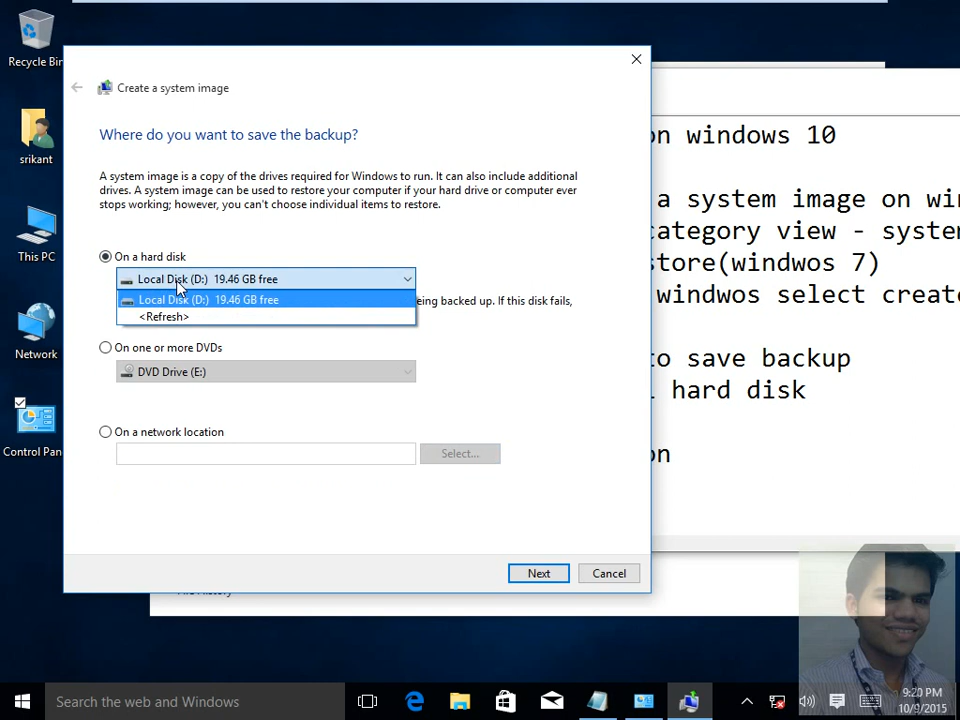 Recycle Bin
srikant
This PC
Network
Control Pan
Create a system image
Where do you want to save the backup?
A system image is a copy of the drives required for Windows to run. It can also include additional
drives. A system image can be used to restore your computer if your hard drive or computer ever
stops working; however, you can't choose individual items to restore.
On a hard disk
Local Disk (D:) 19.46 GB free
Local Disk (D:) 19.46 GB free
eing backed up. If this disk fails,
<Refresh>
On one or more DVDs
DVD Drive (E:)
On a network location
Select...
Next
Cancel
on windows 10
a system image on win
category view - system
store(windwos 7)
windwos select create
to save backup
hard disk
on
File History
Search the web and Windows
9:20 PM
10/9/2015